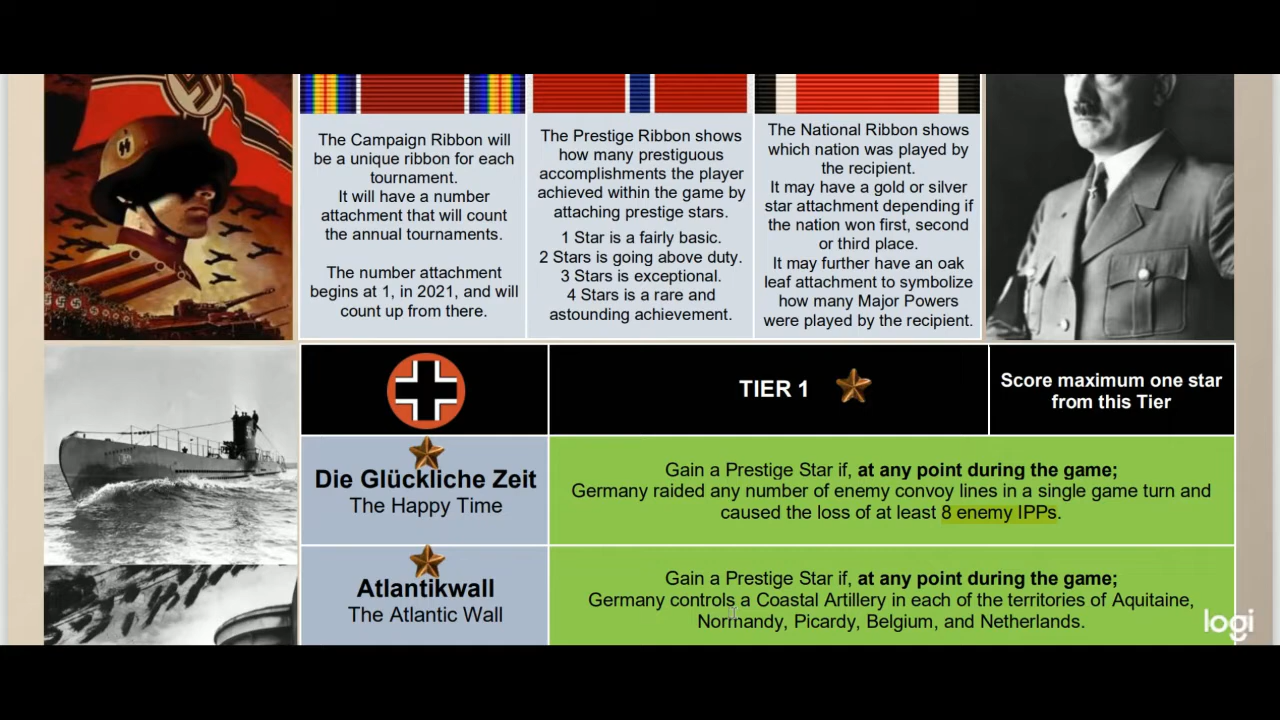 The Campaign Ribbon will
be a unique ribbon for each
tournament.
It will have a number
attachment that will count
the annual tournaments.
The number attachment
begins at 1, in 2021, and will
count up from there.
The Prestige Ribbon shows
how many prestiguous
accomplishments the player
achieved within the game by
attaching prestige stars.
1 Star is a fairly basic.
2 Stars is going above duty.
3 Stars is exceptional.
4 Stars is a rare and
astounding achievement.
The National Ribbon shows
which nation was played by
the recipient.
It may have a gold or silver
star attachment depending if
the nation won first, second
or third place.
It may further have an oak
leaf attachment to symbolize
how many Major Powers
were played by the recipient.
TIER 1
Score maximum one star
from this Tier
Die Glückliche Zeit
The Happy Time
Gain a Prestige Star if, at any point during the game;
Germany raided any number of enemy convoy lines in a single game turn and
caused the loss of at least 8 enemy IPPs.
Atlantikwall
The Atlantic Wall
Gain a Prestige Star if, at any point during the game;
Germany controls a Coastal Artillery in each of the territories of Aquitaine,
Normandy, Picardy, Belgium, and Netherlands.
logi